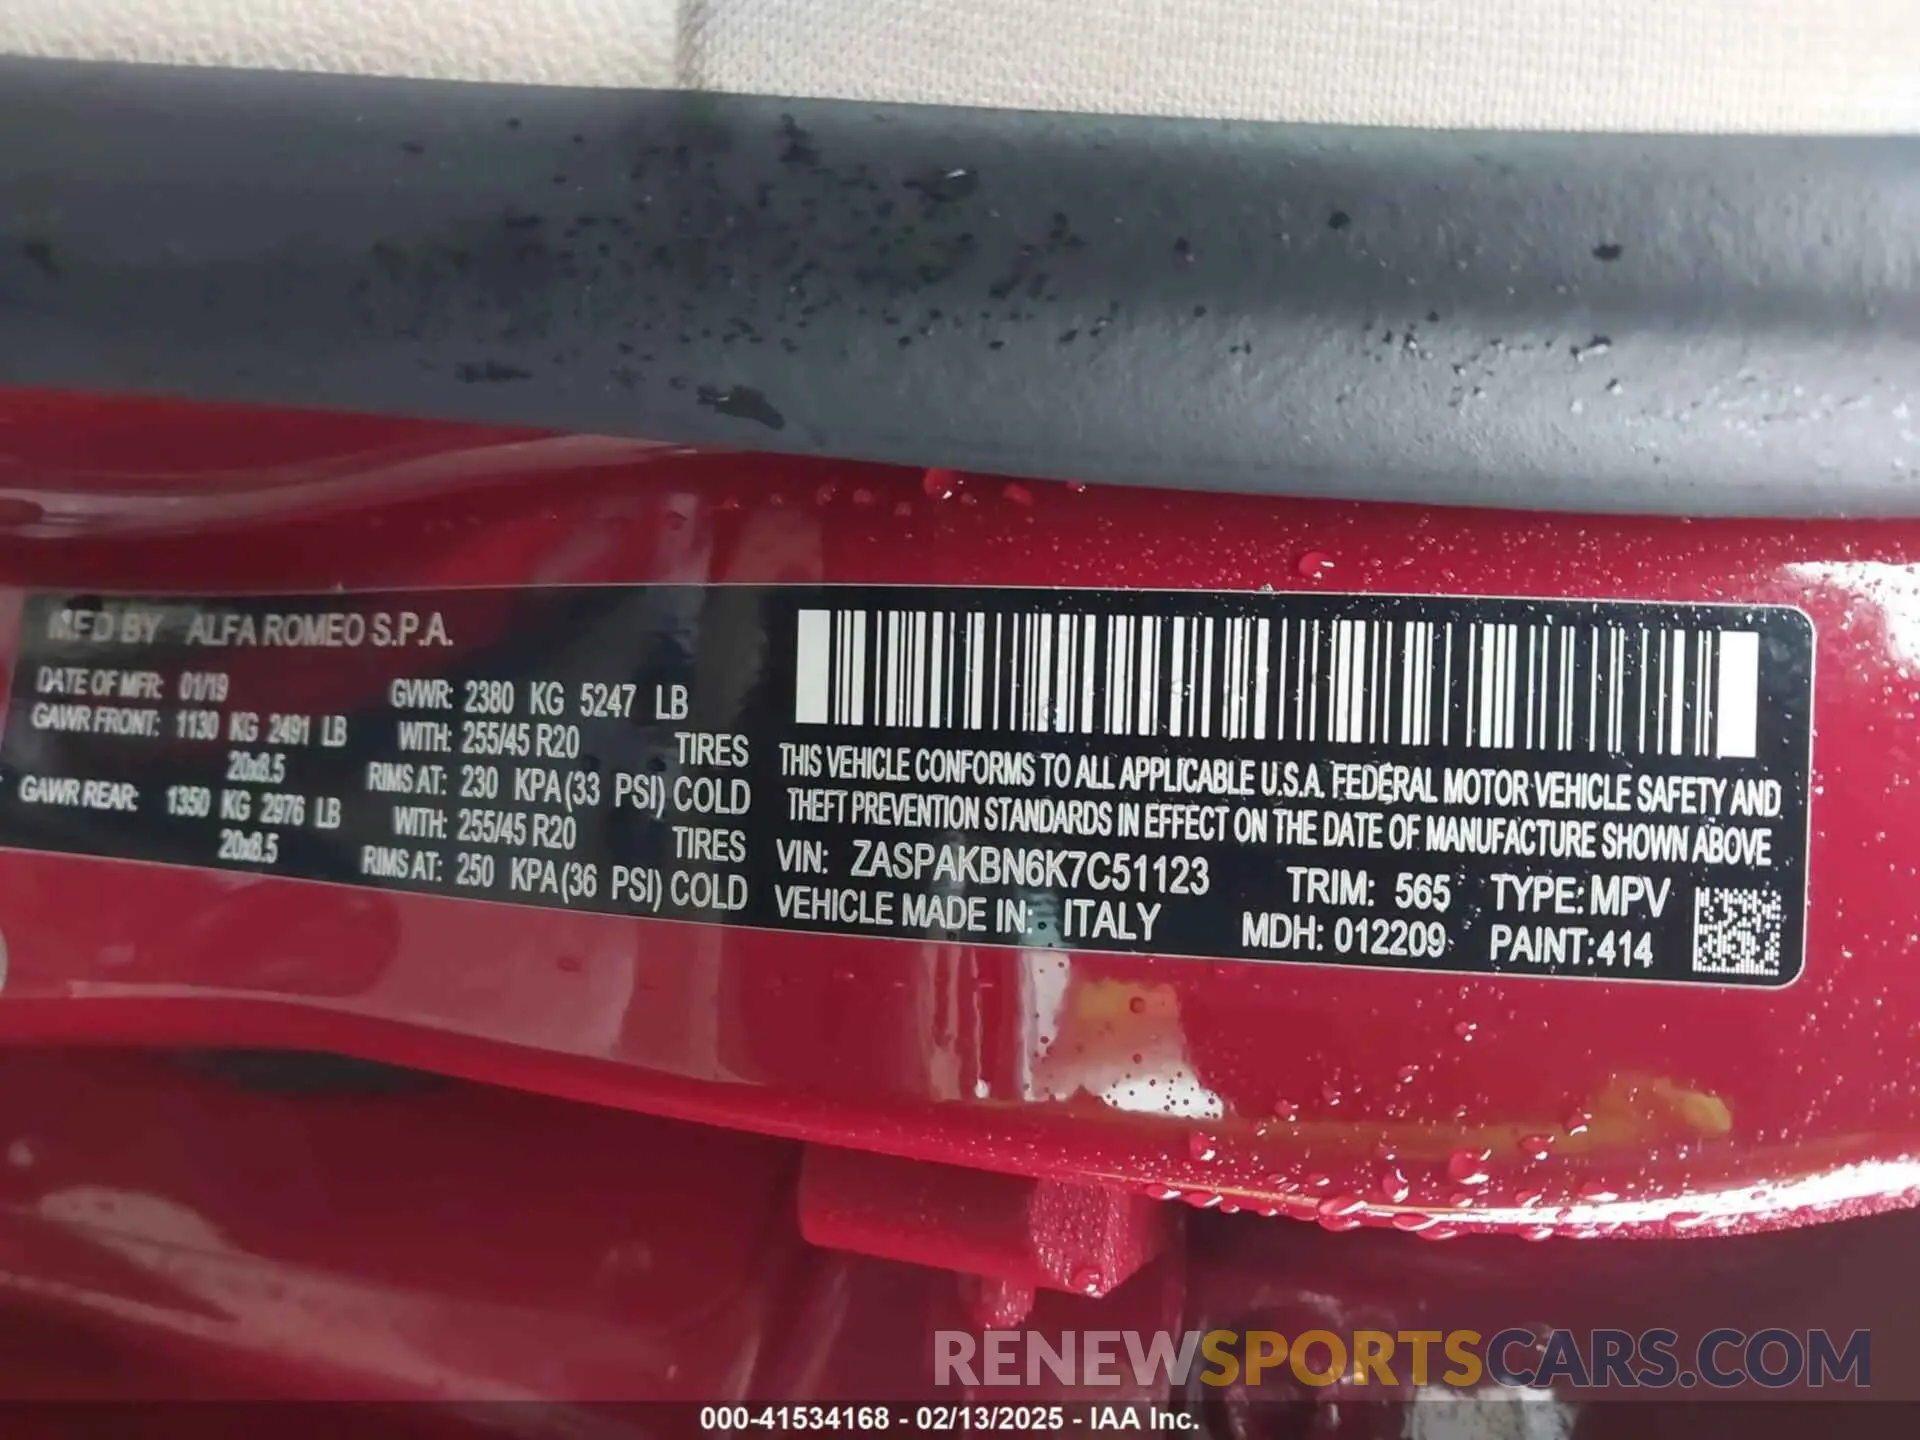 MFD BY ALFA ROMEO S.P.A.
DATE OF MFR: 01/19
GVWR: 2380 KG 5247 LB
GAWR FRONT: 1130 KG 2491 LB
WITH: 255/45 R20 TIRES
20x8.5
RIMS AT: 230 KPA(33 PSI) COLD
GAWR REAR: 1350 KG 2976 LB
WITH: 255/45 R20 TIRES
20x8.5
RIMS AT: 250 KPA(36 PSI) COLD
THIS VEHICLE CONFORMS TO ALL APPLICABLE U.S.A. FEDERAL MOTOR VEHICLE SAFETY AND
THEFT PREVENTION STANDARDS IN EFFECT ON THE DATE OF MANUFACTURE SHOWN ABOVE
VIN: ZASPAKBN6K7C51123 TRIM: 565 TYPE: MPV
VEHICLE MADE IN: ITALY MDH: 012209 PAINT:414
RENEWSPORTSCARS.COM
000-41534168 - 02/13/2025 - IAA Inc.